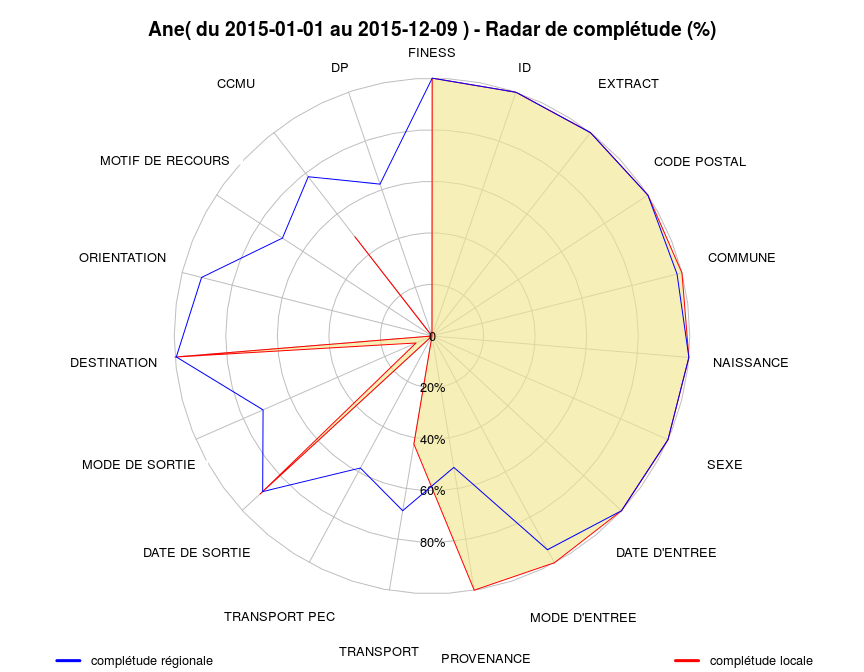 Ane( du 2015-01-01 au 2015-12-09 ) - Radar de complétude (%)
FINESS
ID
EXTRACT
CODE POSTAL
COMMUNE
NAISSANCE
SEXE
DATE D'ENTREE
MODE D'ENTREE
PROVENANCE
TRANSPORT
TRANSPORT PEC
DATE DE SORTIE
MODE DE SORTIE
DESTINATION
ORIENTATION
MOTIF DE RECOURS
CCMU
DP
0
20%
40%
60%
80%
complétude régionale
complétude locale